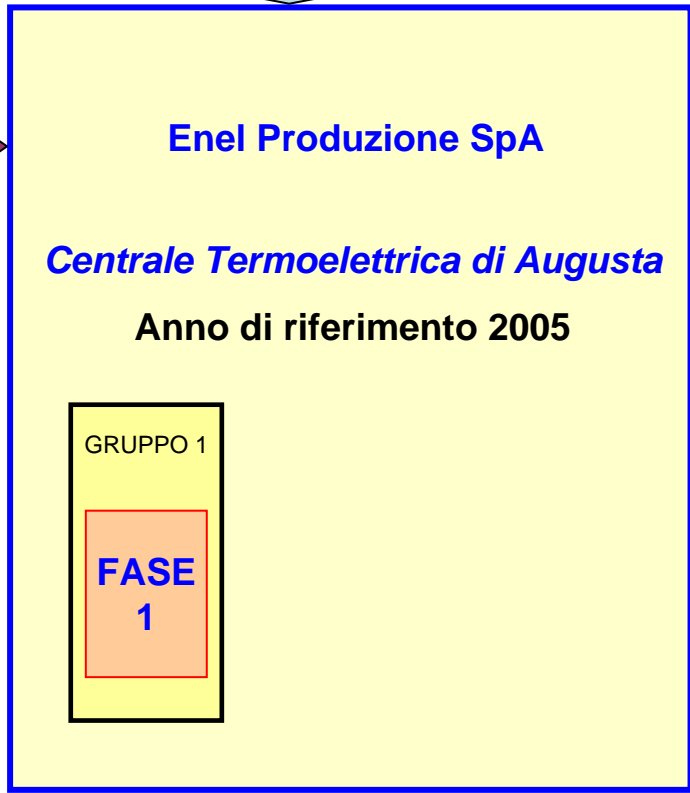 Enel Produzione SpA
Centrale Termoelettrica di Augusta
Anno di riferimento 2005
GRUPPO 1
FASE
1